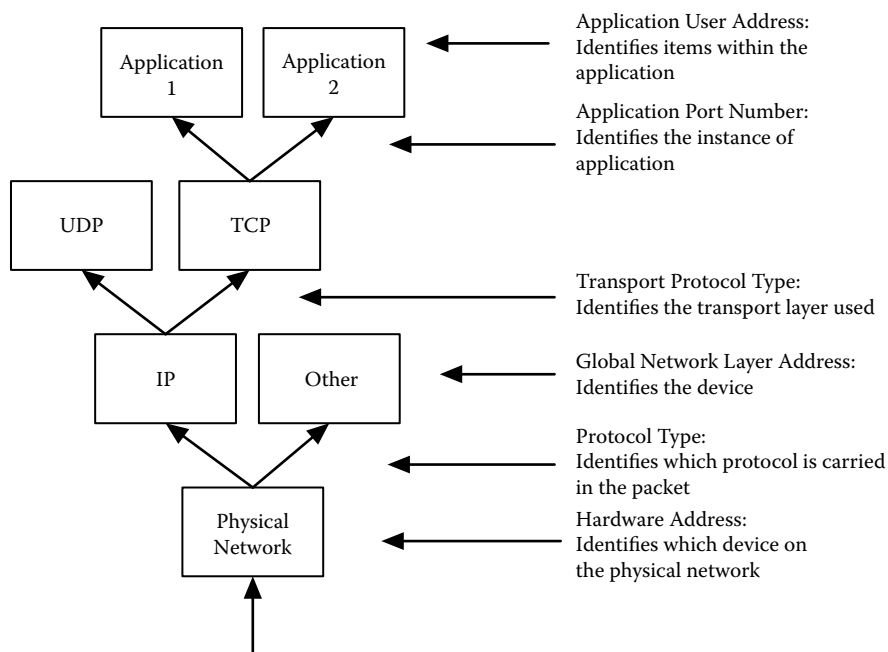 Application
1
Application
2
Application User Address:
Identifies items within the
application
Application Port Number:
Identifies the instance of
application
UDP
TCP
Transport Protocol Type:
Identifies the transport layer used
IP
Other
Global Network Layer Address:
Identifies the device
Protocol Type:
Identifies which protocol is carried
in the packet
Physical
Network
Hardware Address:
Identifies which device on
the physical network